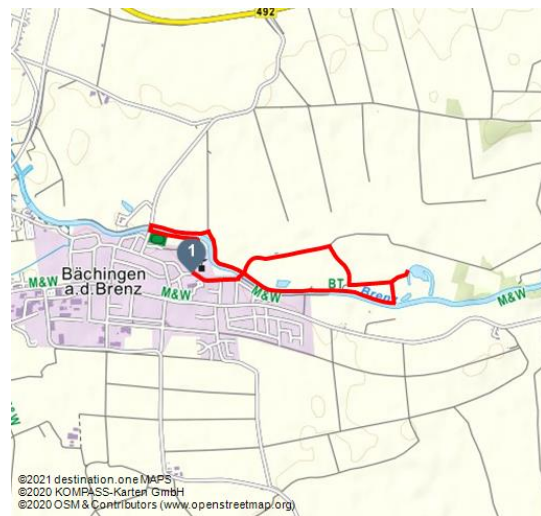 492
1
Bächingen
a.d.Brenz
M&W
M&W
M&W
BT
Brenz
M&W
©2021 destination.one MAPS
©2020 KOMPASS-Karten GmbH
©2020 OSM & Contributors (www.openstreetmap.org)